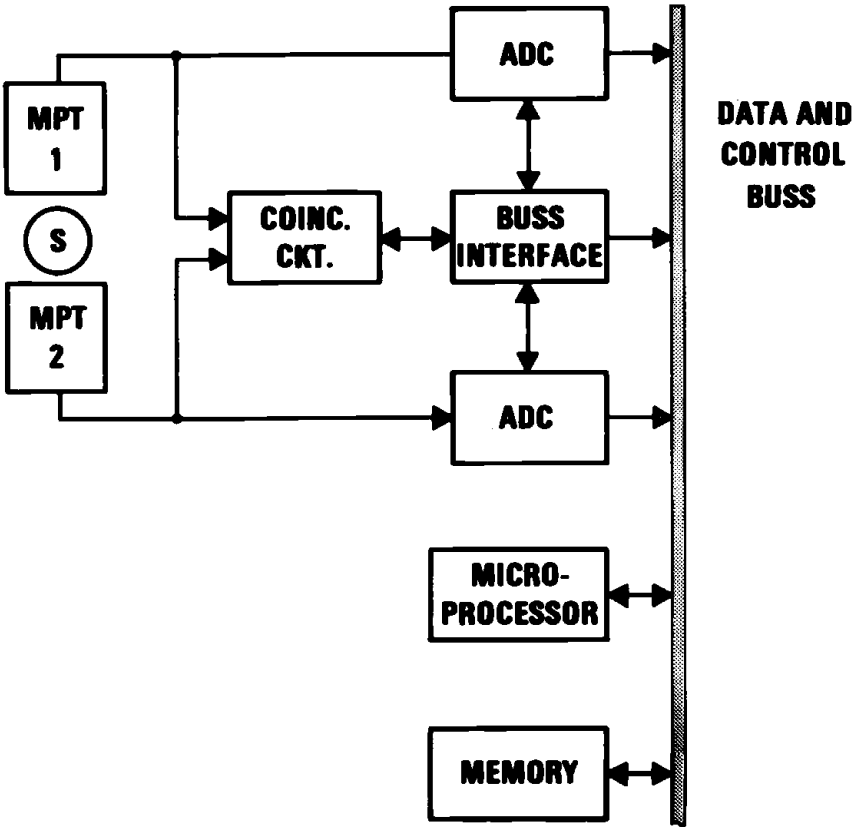 ADC
MPT
1
DATA AND
CONTROL
BUSS
S
COINC.
CKT.
BUSS
INTERFACE
MPT
2
ADC
MICRO-
PROCESSOR
MEMORY